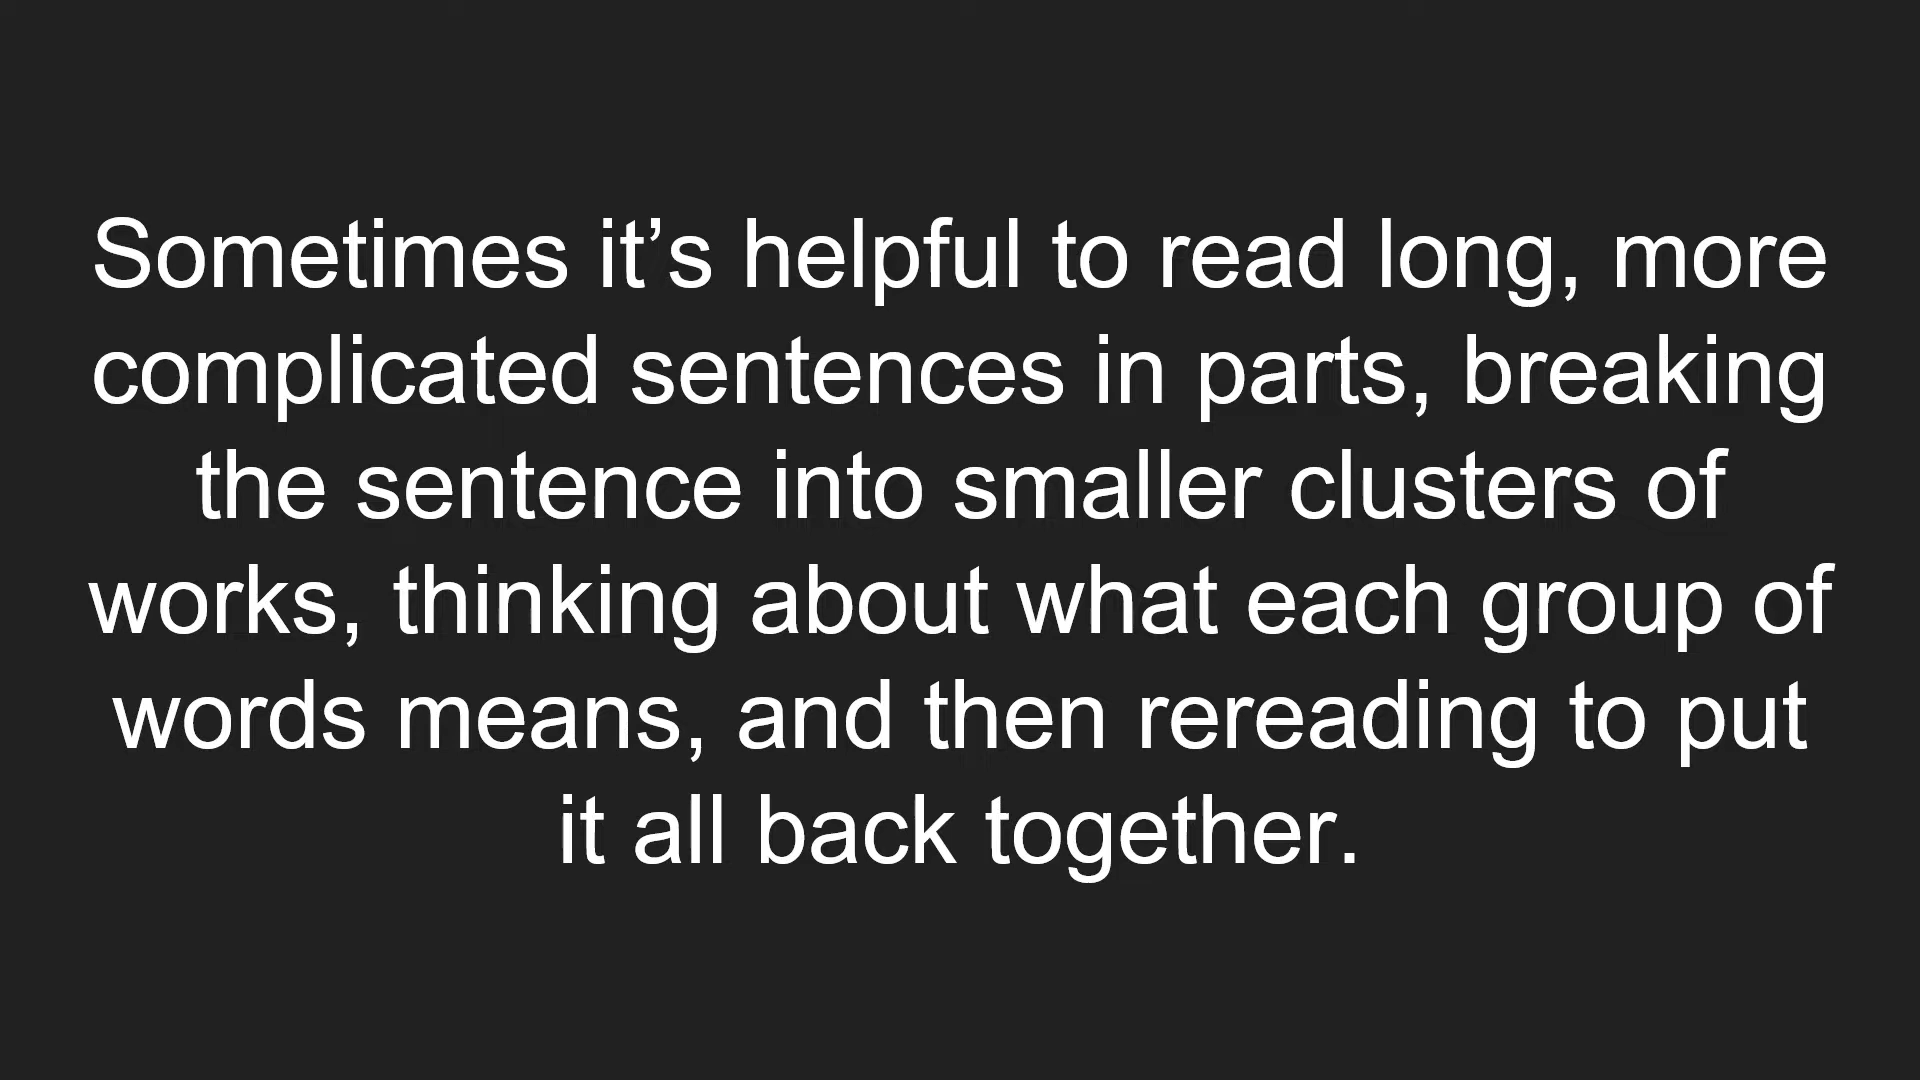 Sometimes it’s helpful to read long, more
complicated sentences in parts, breaking
the sentence into smaller clusters of
works, thinking about what each group of
words means, and then rereading to put
it all back together.